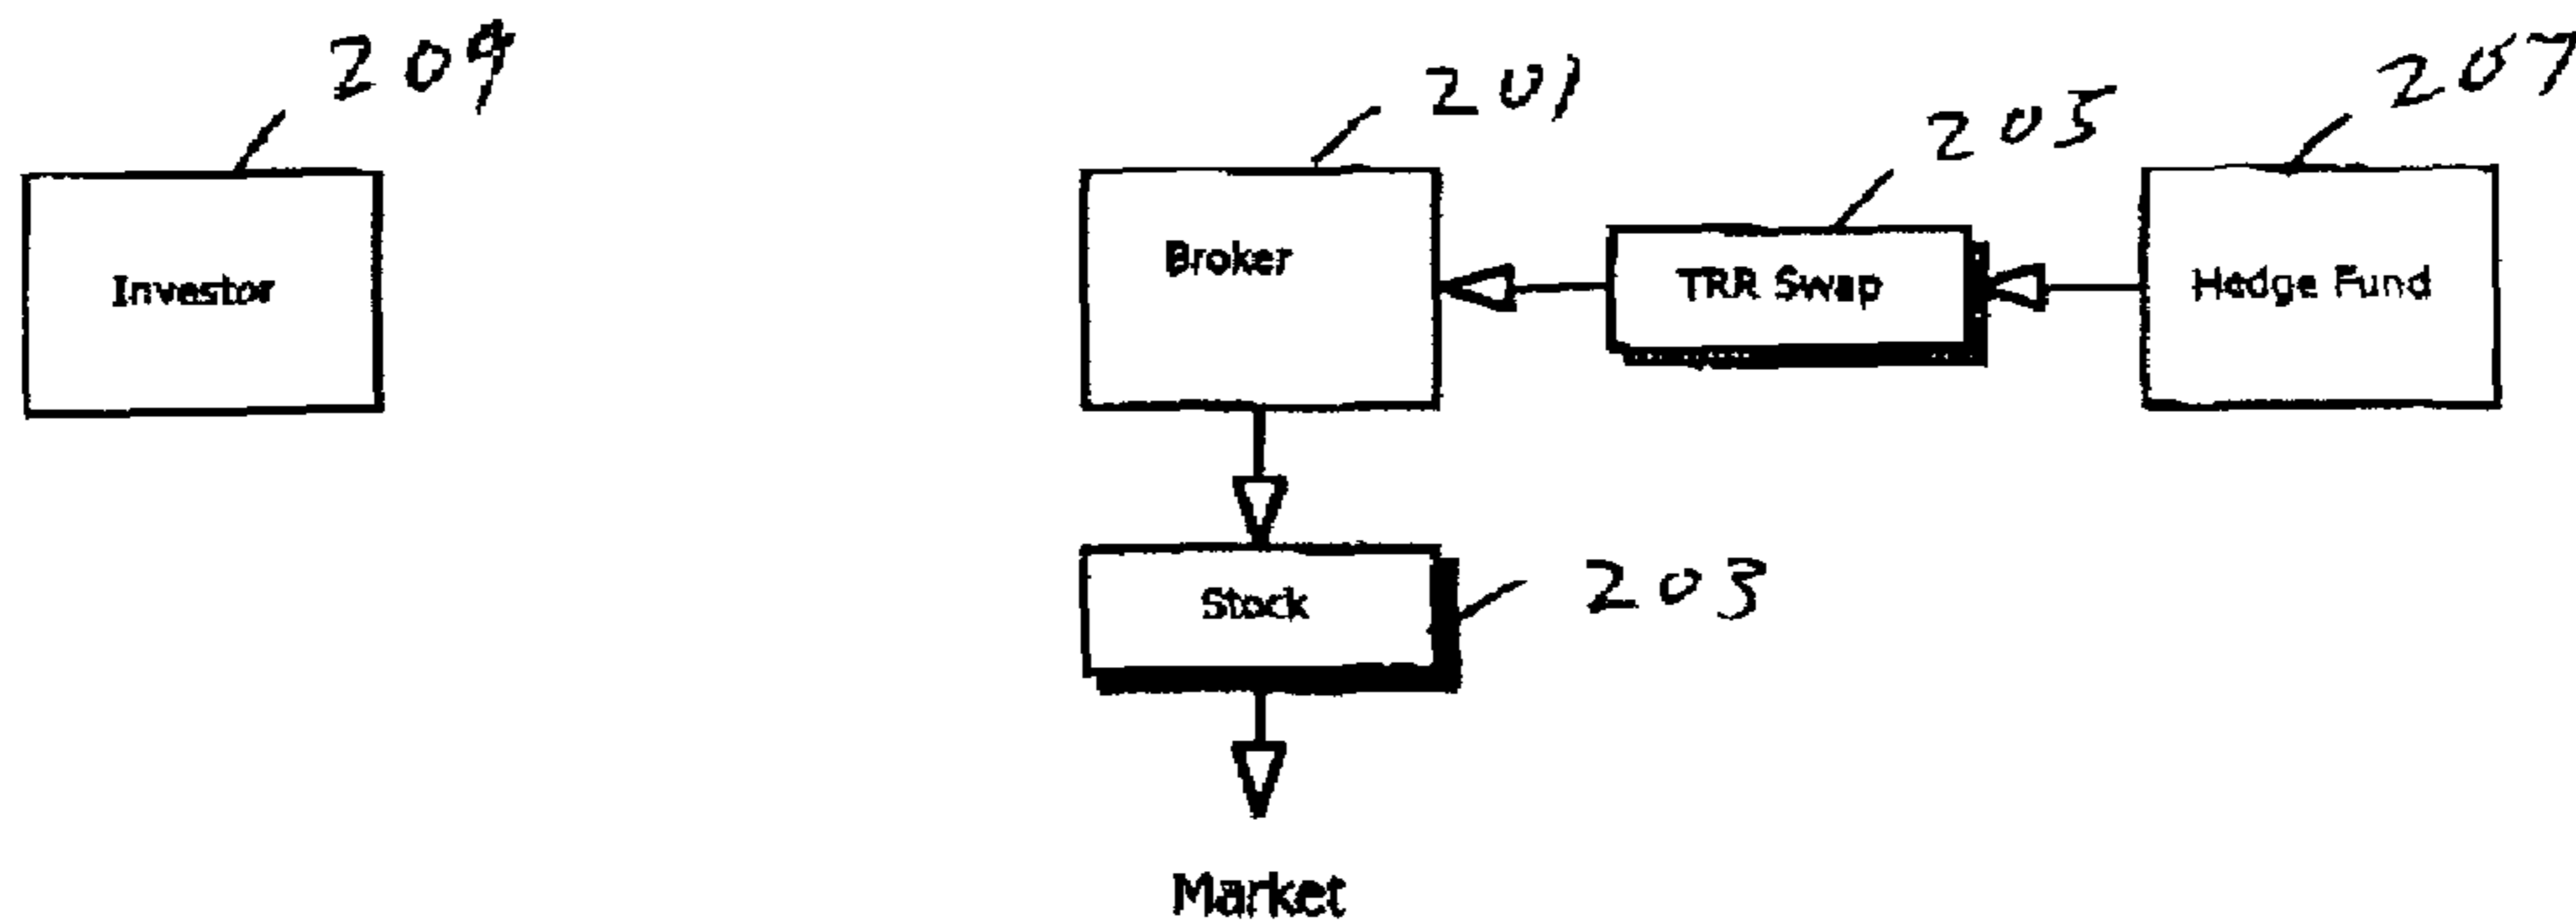 209
201
205
207
Investor
Broker
TRR Swap
Hedge Fund
Stock
203
Market